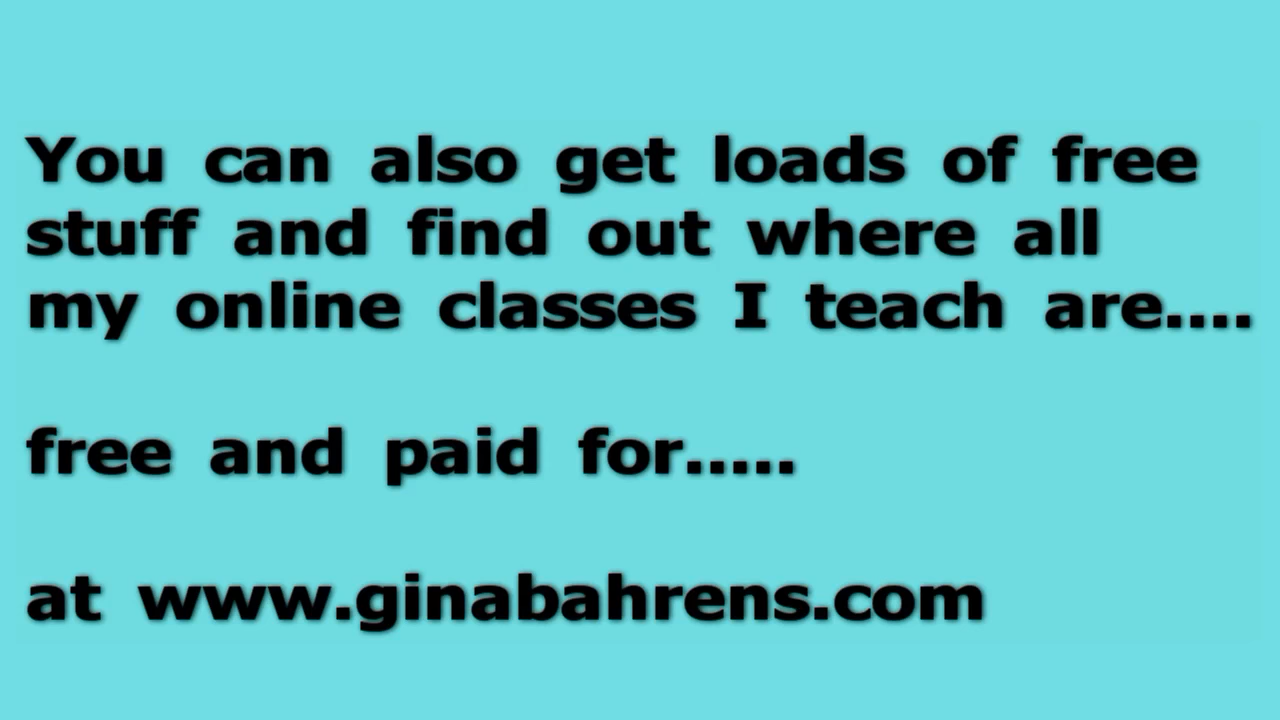 You can also get loads of free
stuff and find out where all
my online classes I teach are....
free and paid for.....
at www.ginabahrens.com